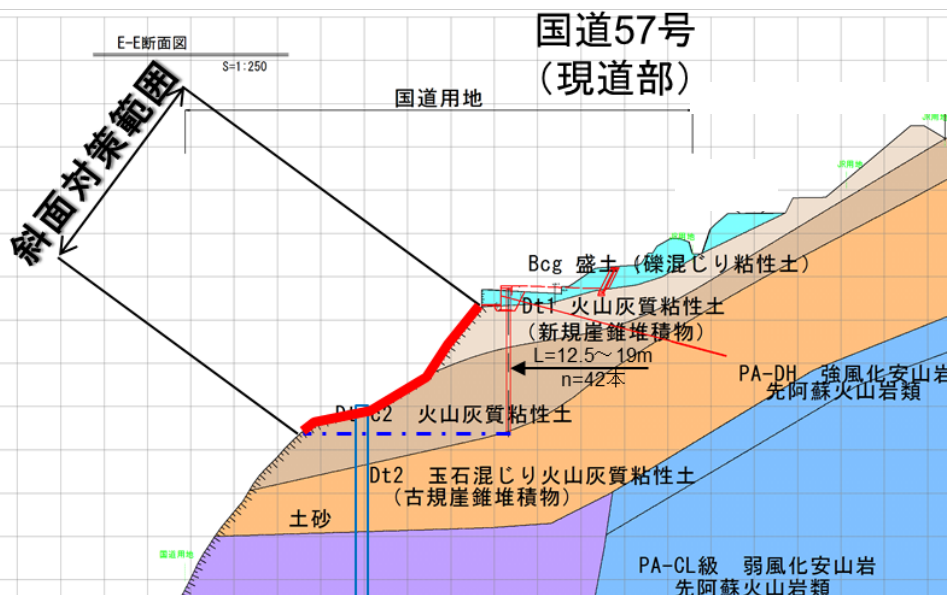 国道57号
(現道部)
E-E断面図
S=1:250
国道用地
斜面対策範囲
Bcg 盛土 (礫混じり粘性土)
Dt1 火山灰質粘性土
(新規崖錐堆積物)
L=12.5～19m
n=42本
PA-DH 強風化安山岩
先阿蘇火山岩類
火山灰質粘性土
Dt2 玉石混じり火山灰質粘性土
(古規崖錐堆積物)
土砂
国道用地
PA-CL級 弱風化安山岩
先阿蘇火山岩類